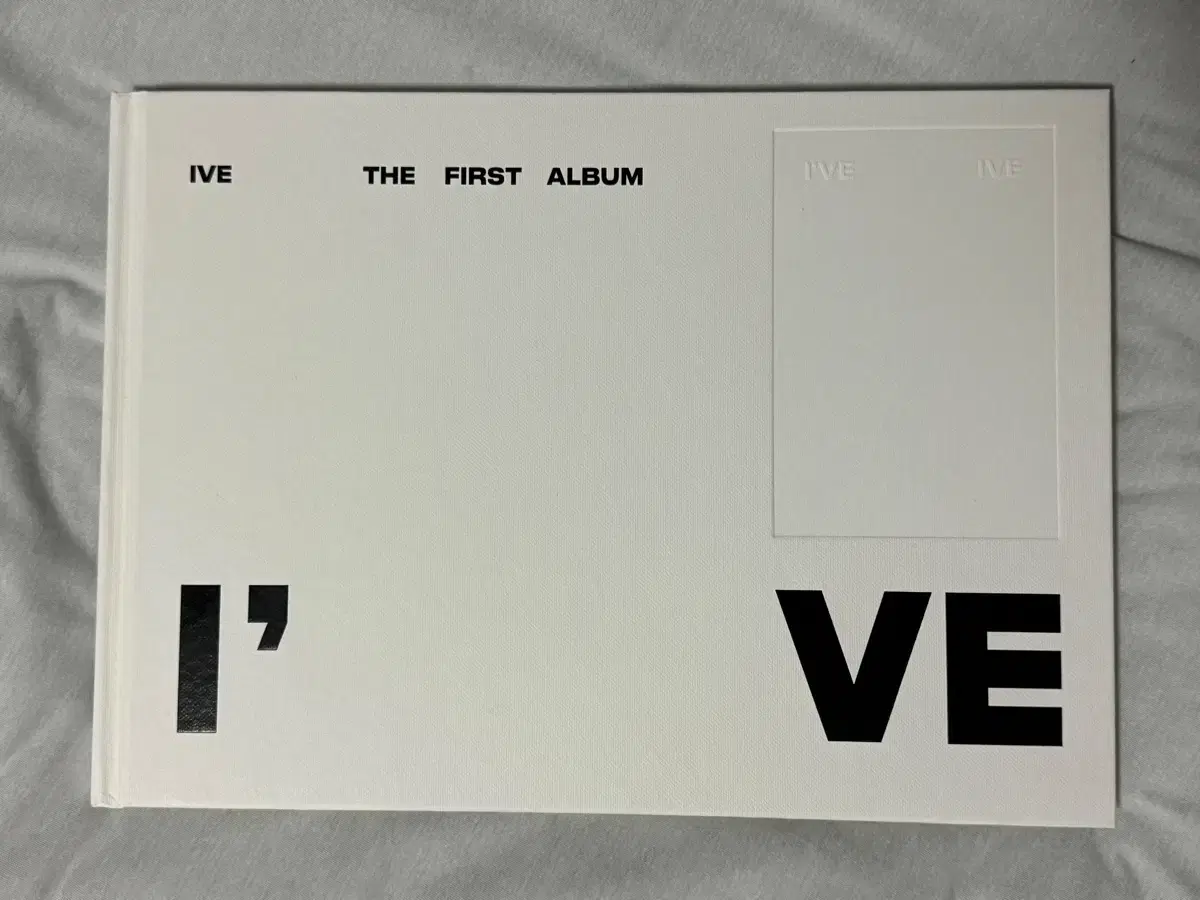 IVE THE FIRST ALBUM
I'VE IVE
I’ VE